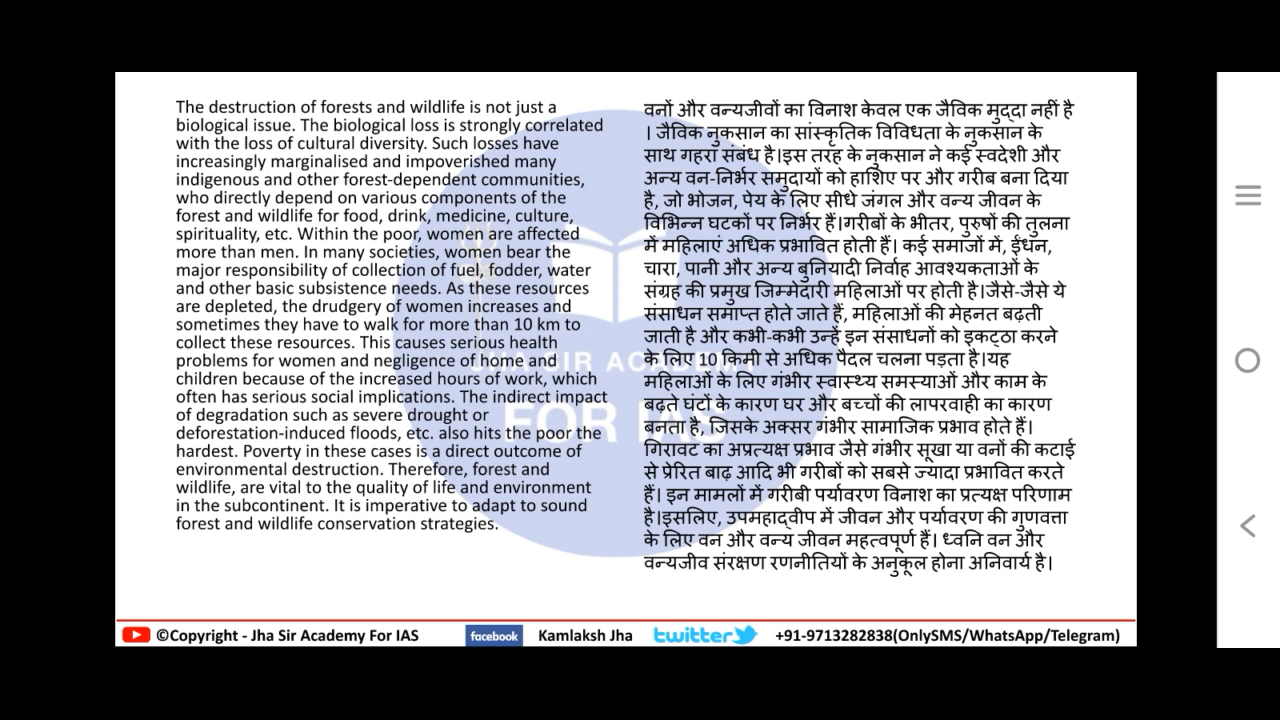 The destruction of forests and wildlife is not just a
biological issue. The biological loss is strongly correlated
with the loss of cultural diversity. Such losses have
increasingly marginalised and impoverished many
indigenous and other forest-dependent communities,
who directly depend on various components of the
forest and wildlife for food, drink, medicine, culture,
spirituality, etc. Within the poor, women are affected
more than men. In many societies, women bear the
major responsibility of collection of fuel, fodder, water
and other basic subsistence needs. As these resources
are depleted, the drudgery of women increases and
sometimes they have to walk for more than 10 km to
collect these resources. This causes serious health
problems for women and negligence of home and
children because of the increased hours of work, which
often has serious social implications. The indirect impact
of degradation such as severe drought or
deforestation-induced floods, etc. also hits the poor the
hardest. Poverty in these cases is a direct outcome of
environmental destruction. Therefore, forest and
wildlife, are vital to the quality of life and environment
in the subcontinent. It is imperative to adapt to sound
forest and wildlife conservation strategies.
वनों और वन्यजीवों का विनाश केवल एक जैविक मुद्दा नहीं है
। जैविक नुकसान का सांस्कृतिक विविधता के नुकसान के
साथ गहरा संबंध है।इस तरह के नुकसान ने कई स्वदेशी और
अन्य वन-निर्भर समुदायों को हाशिए पर और गरीब बना दिया
है, जो भोजन, पेय के लिए सीधे जंगल और वन्य जीवन के
विभिन्न घटकों पर निर्भर हैं।गरीबों के भीतर, पुरुषों की तुलना
में महिलाएं अधिक प्रभावित होती हैं। कई समाजों में, ईंधन,
चारा, पानी और अन्य बुनियादी निर्वाह आवश्यकताओं के
संग्रह की प्रमुख जिम्मेदारी महिलाओं पर होती है।जैसे-जैसे ये
संसाधन समाप्त होते जाते हैं, महिलाओं की मेहनत बढ़ती
जाती है और कभी-कभी उन्हें इन संसाधनों को इकट्ठा करने
के लिए 10 किमी से अधिक पैदल चलना पड़ता है।यह
महिलाओं के लिए गंभीर स्वास्थ्य समस्याओं और काम के
बढ़ते घंटों के कारण घर और बच्चों की लापरवाही का कारण
बनता है, जिसके अक्सर गंभीर सामाजिक प्रभाव होते हैं।
गिरावट का अप्रत्यक्ष प्रभाव जैसे गंभीर सूखा या वनों की कटाई
से प्रेरित बाढ़ आदि भी गरीबों को सबसे ज्यादा प्रभावित करते
हैं। इन मामलों में गरीबी पर्यावरण विनाश का प्रत्यक्ष परिणाम
है।इसलिए, उपमहाद्वीप में जीवन और पर्यावरण की गुणवत्ता
के लिए वन और वन्य जीवन महत्वपूर्ण हैं। ध्वनि वन और
वन्यजीव संरक्षण रणनीतियों के अनुकूल होना अनिवार्य है।
JHA SIR ACADEMY
FOR IAS
©Copyright - Jha Sir Academy For IAS facebook Kamlaksh Jha twitter +91-9713282838(OnlySMS/WhatsApp/Telegram)